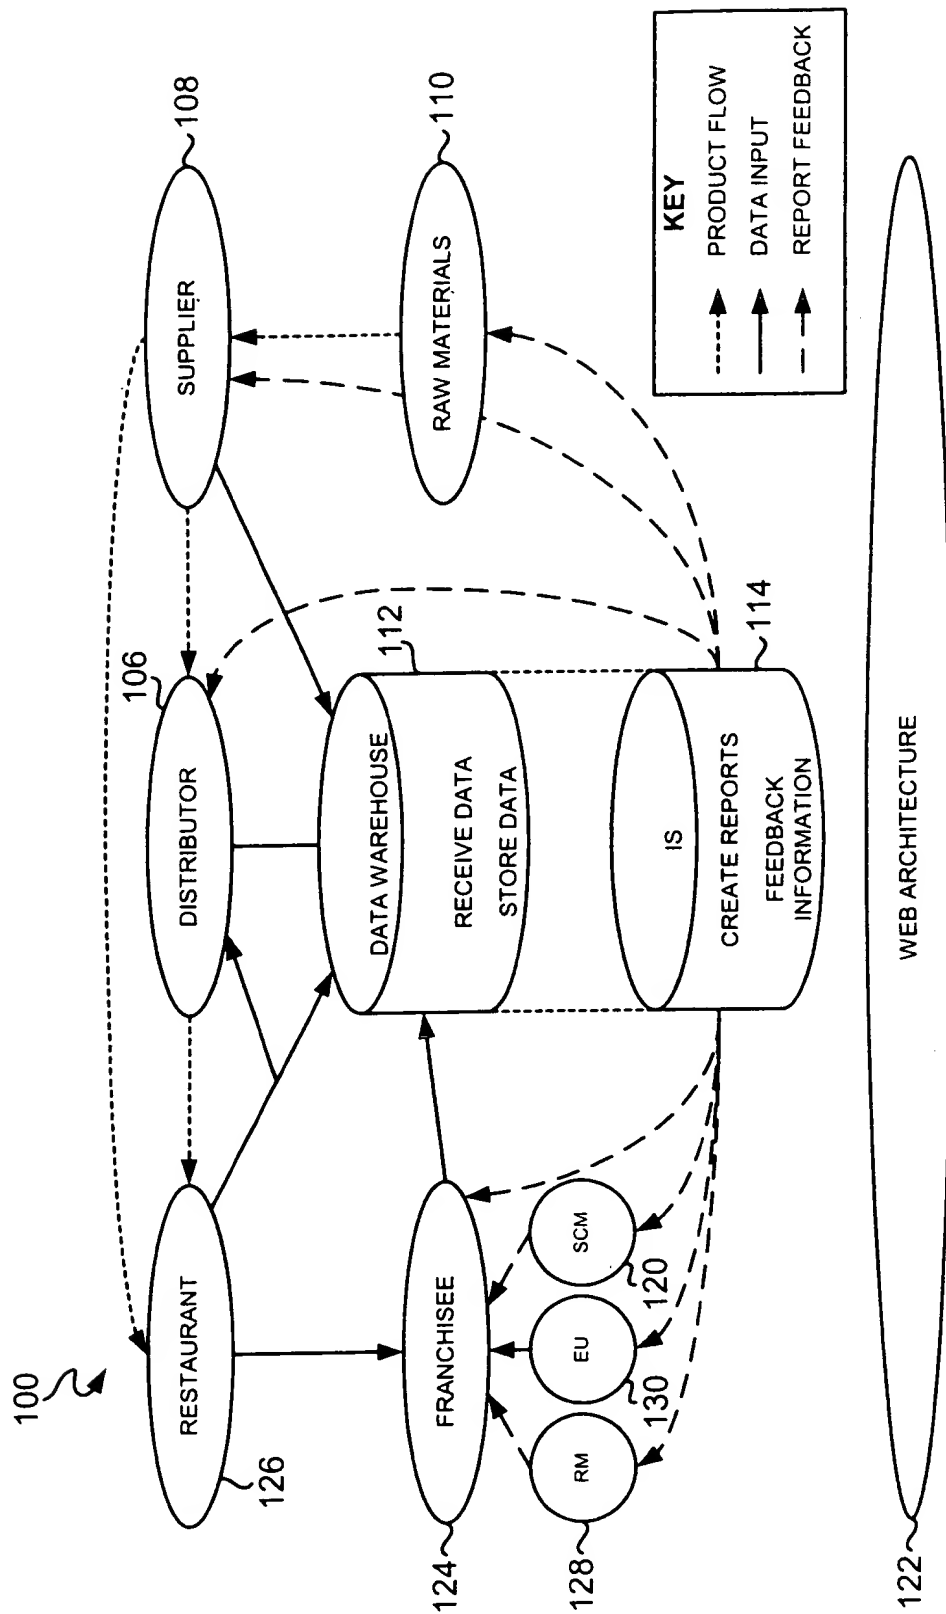 100
RESTAURANT
126
DISTRIBUTOR
106
SUPPLIER
108
FRANCHISEE
124
DATA WAREHOUSE
112
RECEIVE DATA
STORE DATA
RAW MATERIALS
110
RM
128
EU
130
SCM
120
IS
CREATE REPORTS
FEEDBACK
INFORMATION
114
KEY
PRODUCT FLOW
DATA INPUT
REPORT FEEDBACK
WEB ARCHITECTURE
122